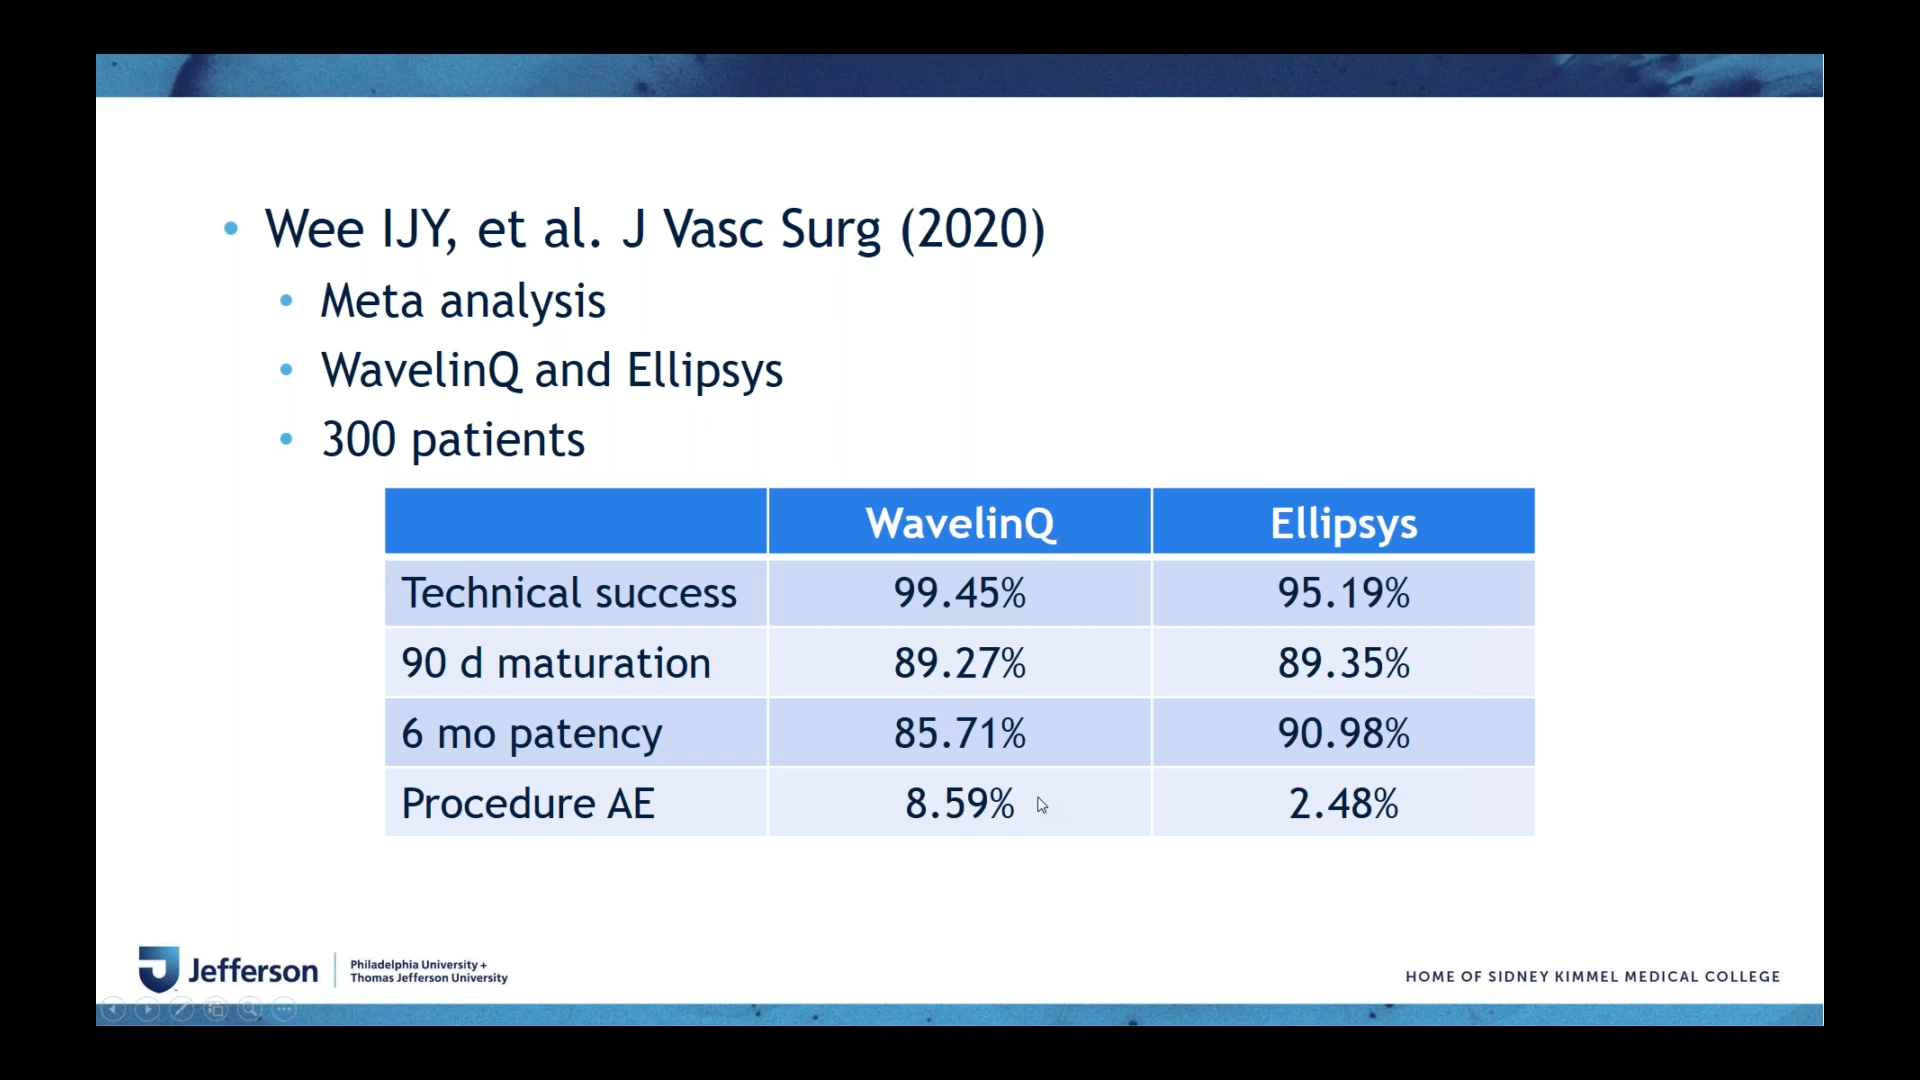 • Wee IJY, et al. J Vasc Surg (2020)
• Meta analysis
• WavelinQ and Ellipsys
• 300 patients
WavelinQ Ellipsys
Technical success 99.45% 95.19%
90 d maturation 89.27% 89.35%
6 mo patency 85.71% 90.98%
Procedure AE 8.59% 2.48%
Jefferson
Philadelphia University +
Thomas Jefferson University
HOME OF SIDNEY KIMMEL MEDICAL COLLEGE